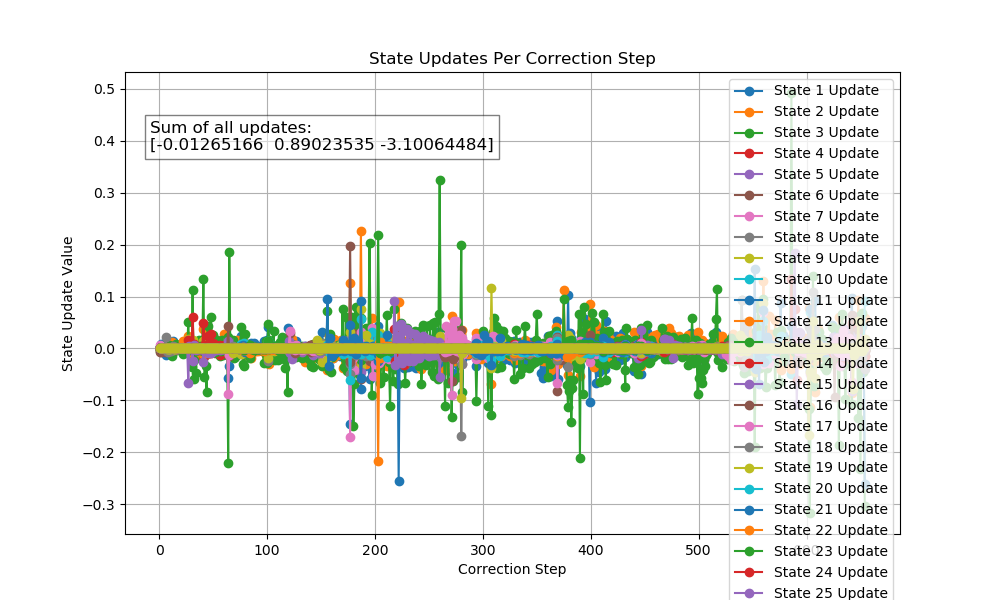 State Updates Per Correction Step
Sum of all updates:
[-0.01265166  0.89023535 -3.10064484]
State Update Value
0.5
0.4
0.3
0.2
0.1
0.0
−0.1
−0.2
−0.3
0
100
200
300
400
500
Correction Step
State 1 Update
State 2 Update
State 3 Update
State 4 Update
State 5 Update
State 6 Update
State 7 Update
State 8 Update
State 9 Update
State 10 Update
State 11 Update
State 12 Update
State 13 Update
State 14 Update
State 15 Update
State 16 Update
State 17 Update
State 18 Update
State 19 Update
State 20 Update
State 21 Update
State 22 Update
State 23 Update
State 24 Update
State 25 Update